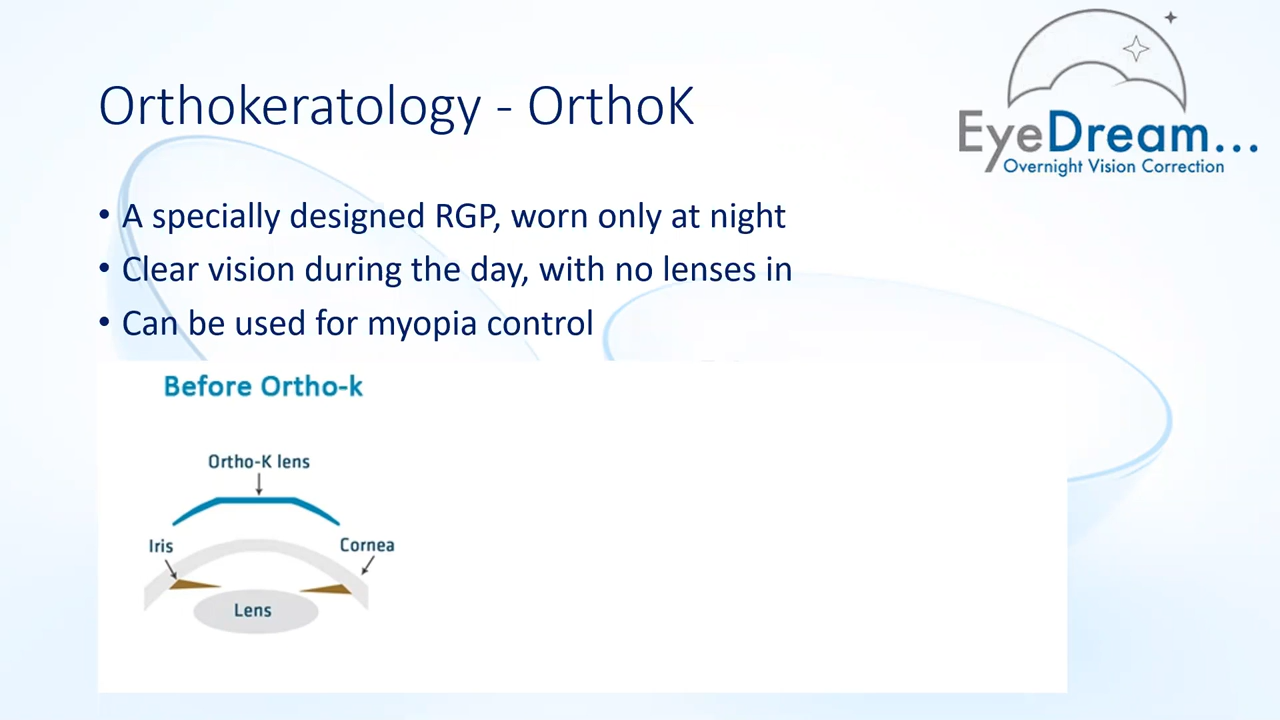 Orthokeratology - OrthoK
EyeDream...
Overnight Vision Correction
• A specially designed RGP, worn only at night
• Clear vision during the day, with no lenses in
• Can be used for myopia control
Before Ortho-k
Ortho-K lens
Iris
Cornea
Lens